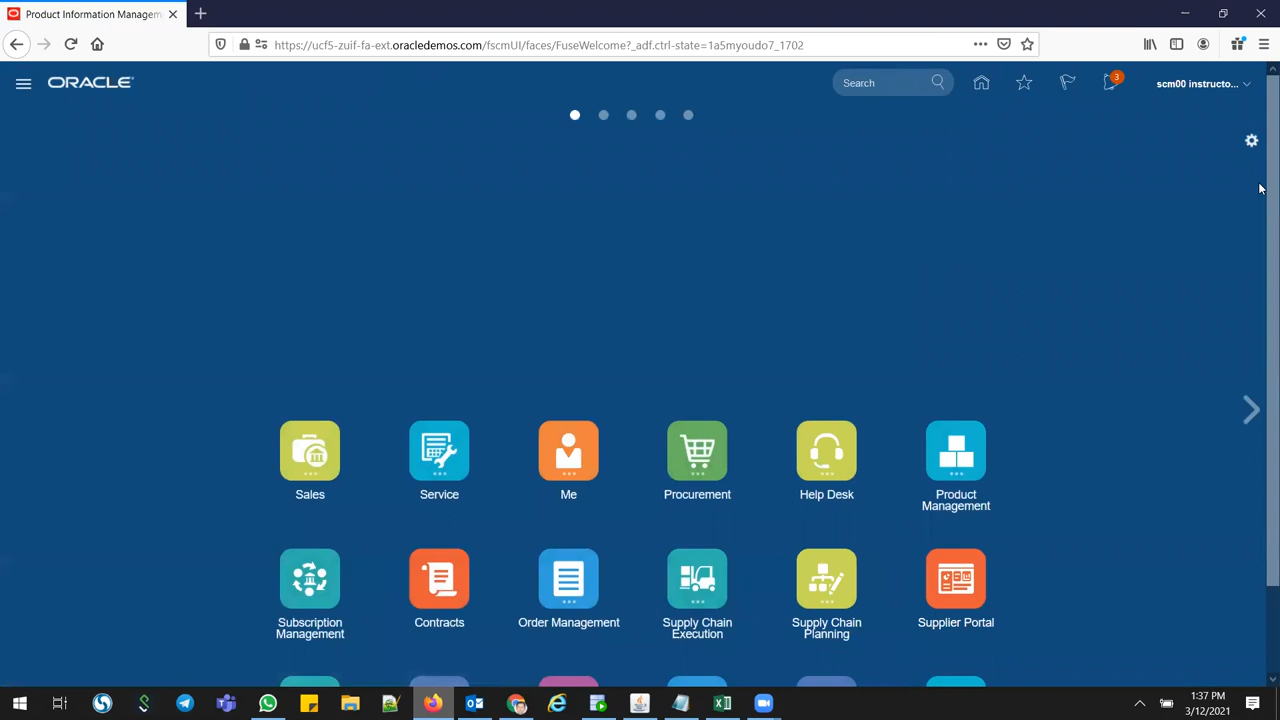 Product Information Managem
https://ucf5-zuif-fa-ext.oracledemos.com/fscmUI/faces/FuseWelcome?_adf.ctrl-state=1a5myoudo7_1702
ORACLE
Search
3
scm00 instructo...
Sales
Service
Me
Procurement
Help Desk
Product
Management
Subscription
Management
Contracts
Order Management
Supply Chain
Execution
Supply Chain
Planning
Supplier Portal
1:37 PM
3/12/2021